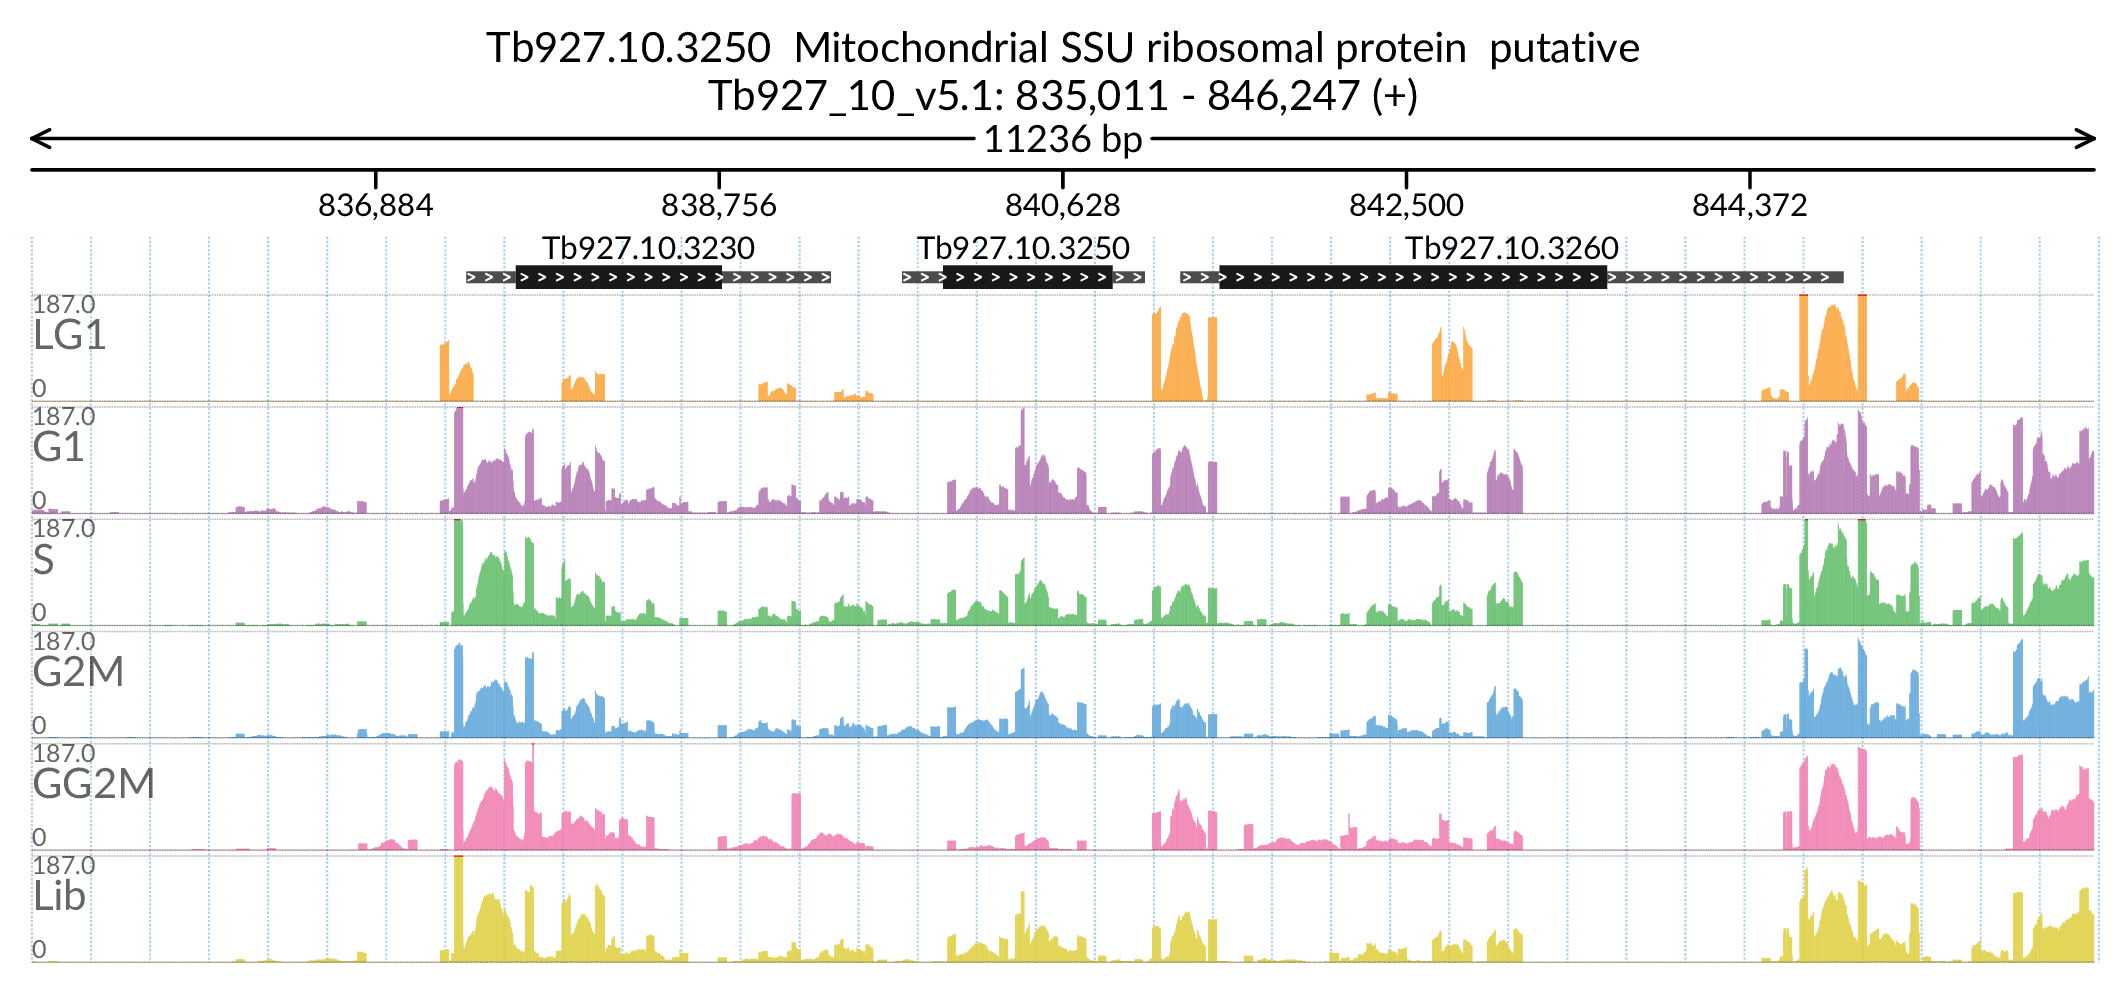 Tb927.10.3250 Mitochondrial SSU ribosomal protein putative
Tb927_10_v5.1: 835,011 - 846,247 (+)
11236 bp
836,884 838,756 840,628 842,500 844,372
Tb927.10.3230 Tb927.10.3250 Tb927.10.3260
187.0
LG1
0
187.0
G1
0
187.0
S
0
187.0
G2M
0
187.0
GG2M
0
187.0
Lib
0